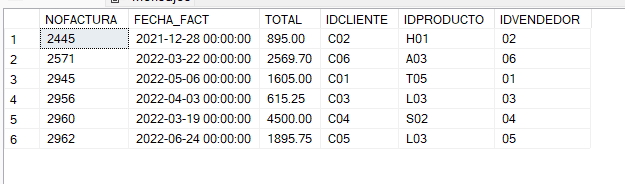 Mensajes
NOFACTURA FECHA_FACT TOTAL IDCLIENTE IDPRODUCTO IDVENDEDOR
1 2445 2021-12-28 00:00:00 895.00 C02 H01 02
2 2571 2022-03-22 00:00:00 2569.70 C06 A03 06
3 2945 2022-05-06 00:00:00 1605.00 C01 T05 01
4 2956 2022-04-03 00:00:00 615.25 C03 L03 03
5 2960 2022-03-19 00:00:00 4500.00 C04 S02 04
6 2962 2022-06-24 00:00:00 1895.75 C05 L03 05